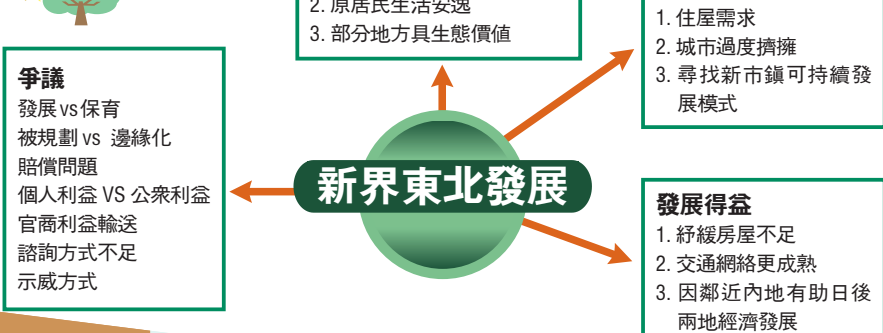 2. 原居民生活安逸
3. 部分地方具生態價值
1. 住屋需求
2. 城市過度擠擁
3. 尋找新市鎮可持續發
展模式
爭議
發展vs保育
被規劃vs 邊緣化
賠償問題
個人利益 VS 公眾利益
官商利益輸送
諮詢方式不足
示威方式
新界東北發展
發展得益
1. 紓緩房屋不足
2. 交通網絡更成熟
3. 因鄰近內地有助日後
兩地經濟發展